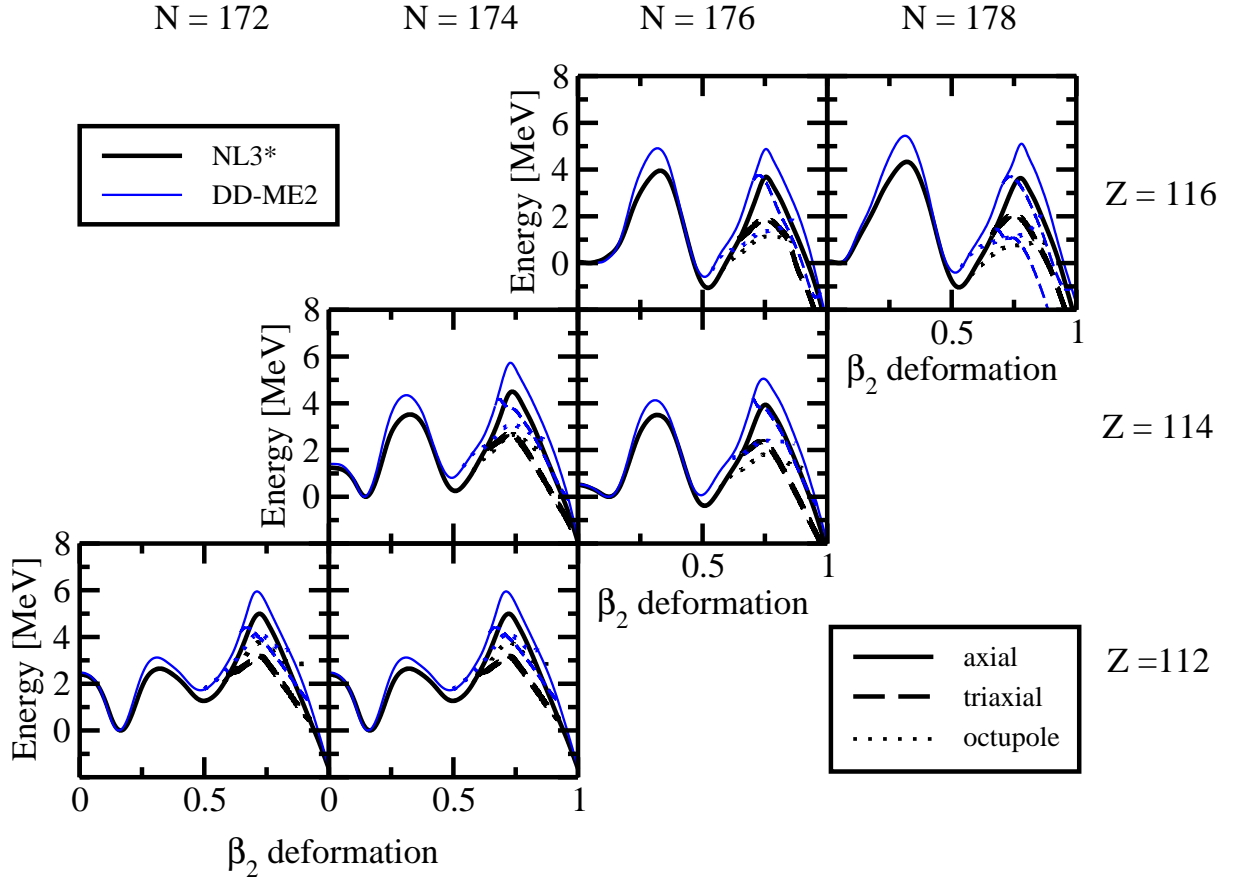 N = 172 N = 174 N = 176 N = 178
NL3*
DD-ME2
8
6
4
2
0
Energy [MeV]
Z = 116
0.5 1
β2 deformation
8
6
4
2
0
Energy [MeV]
Z = 114
0.5 1
β2 deformation
8
6
4
2
0
Energy [MeV]
axial
triaxial
octupole
Z =112
0 0.5 0 0.5 1
β2 deformation